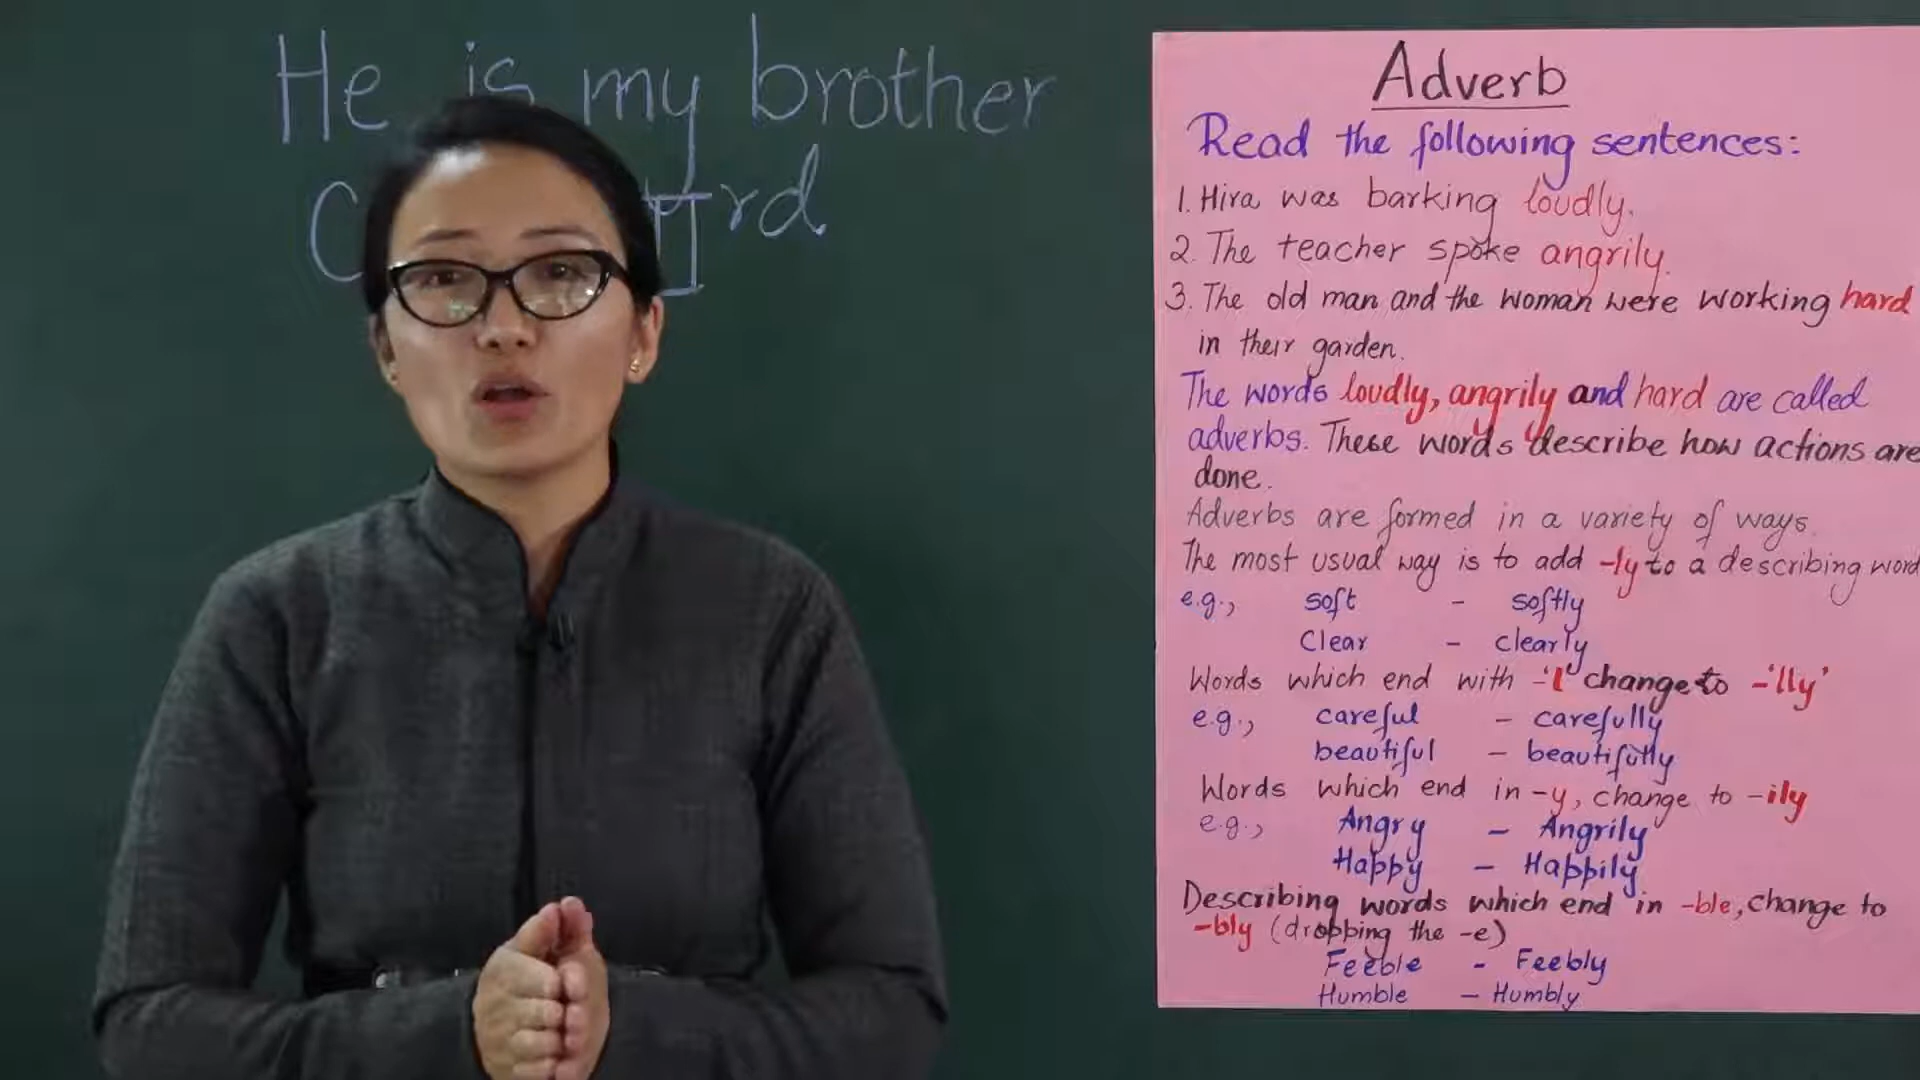 He is my brother
rd
Adverb
Read the following sentences:
1. Hira was barking loudly.
2. The teacher spoke angrily.
3. The old man and the woman were working hard
in their garden.
The words loudly, angrily and hard are called
adverbs. These words describe how actions are
done.
Adverbs are formed in a variety of ways.
The most usual way is to add -ly to a describing word
e.g., soft - softly
Clear - clearly
Words which end with -'l' change to -'lly'
e.g., careful - carefully
beautiful - beautifully
Words which end in -y, change to -ily
e.g., Angry - Angrily
Happy - Happily
Describing words which end in -ble, change to
-bly (dropping the -e)
Feeble - Feebly
Humble - Humbly